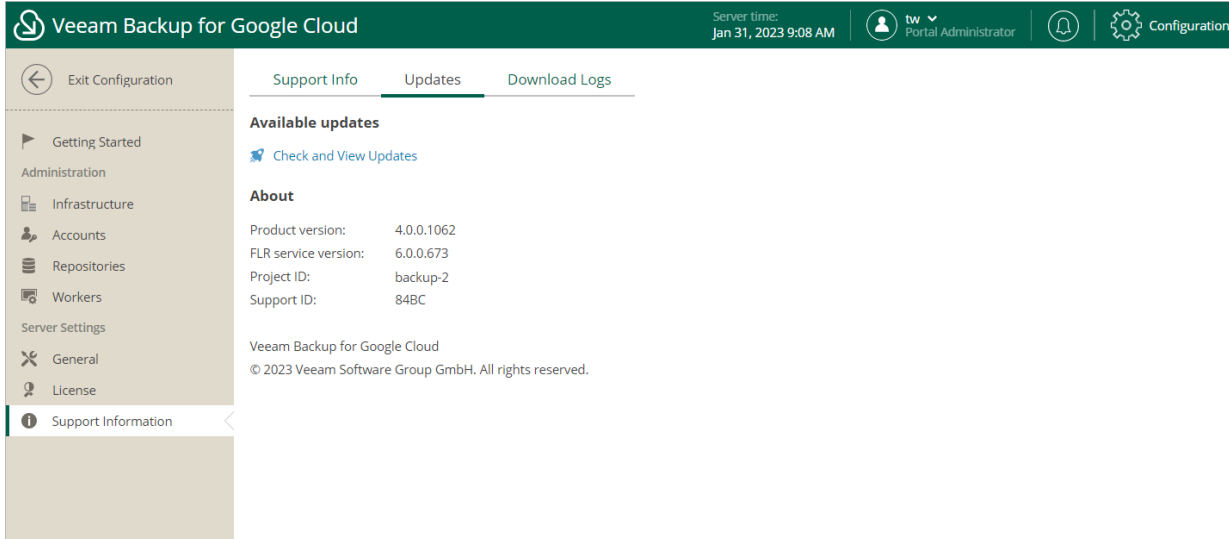 Veeam Backup for Google Cloud
Server time:
Jan 31, 2023 9:08 AM
tw
Portal Administrator
Configuration
Exit Configuration
Getting Started
Administration
Infrastructure
Accounts
Repositories
Workers
Server Settings
General
License
Support Information
Support Info Updates Download Logs
Available updates
Check and View Updates
About
Product version: 4.0.0.1062
FLR service version: 6.0.0.673
Project ID: backup-2
Support ID: 84BC
Veeam Backup for Google Cloud
© 2023 Veeam Software Group GmbH. All rights reserved.